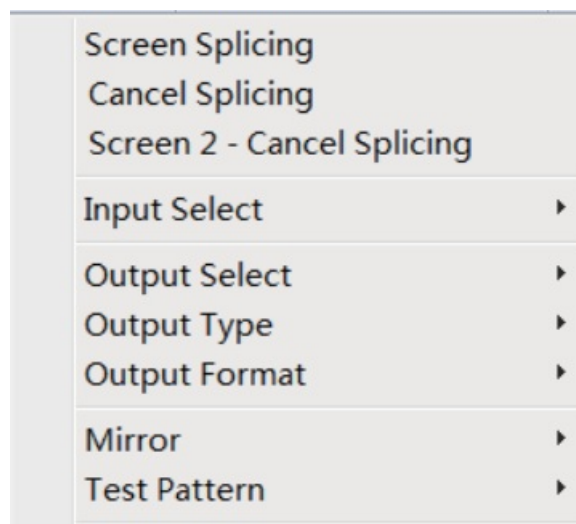 Screen Splicing
Cancel Splicing
Screen 2 - Cancel Splicing
Input Select
Output Select
Output Type
Output Format
Mirror
Test Pattern